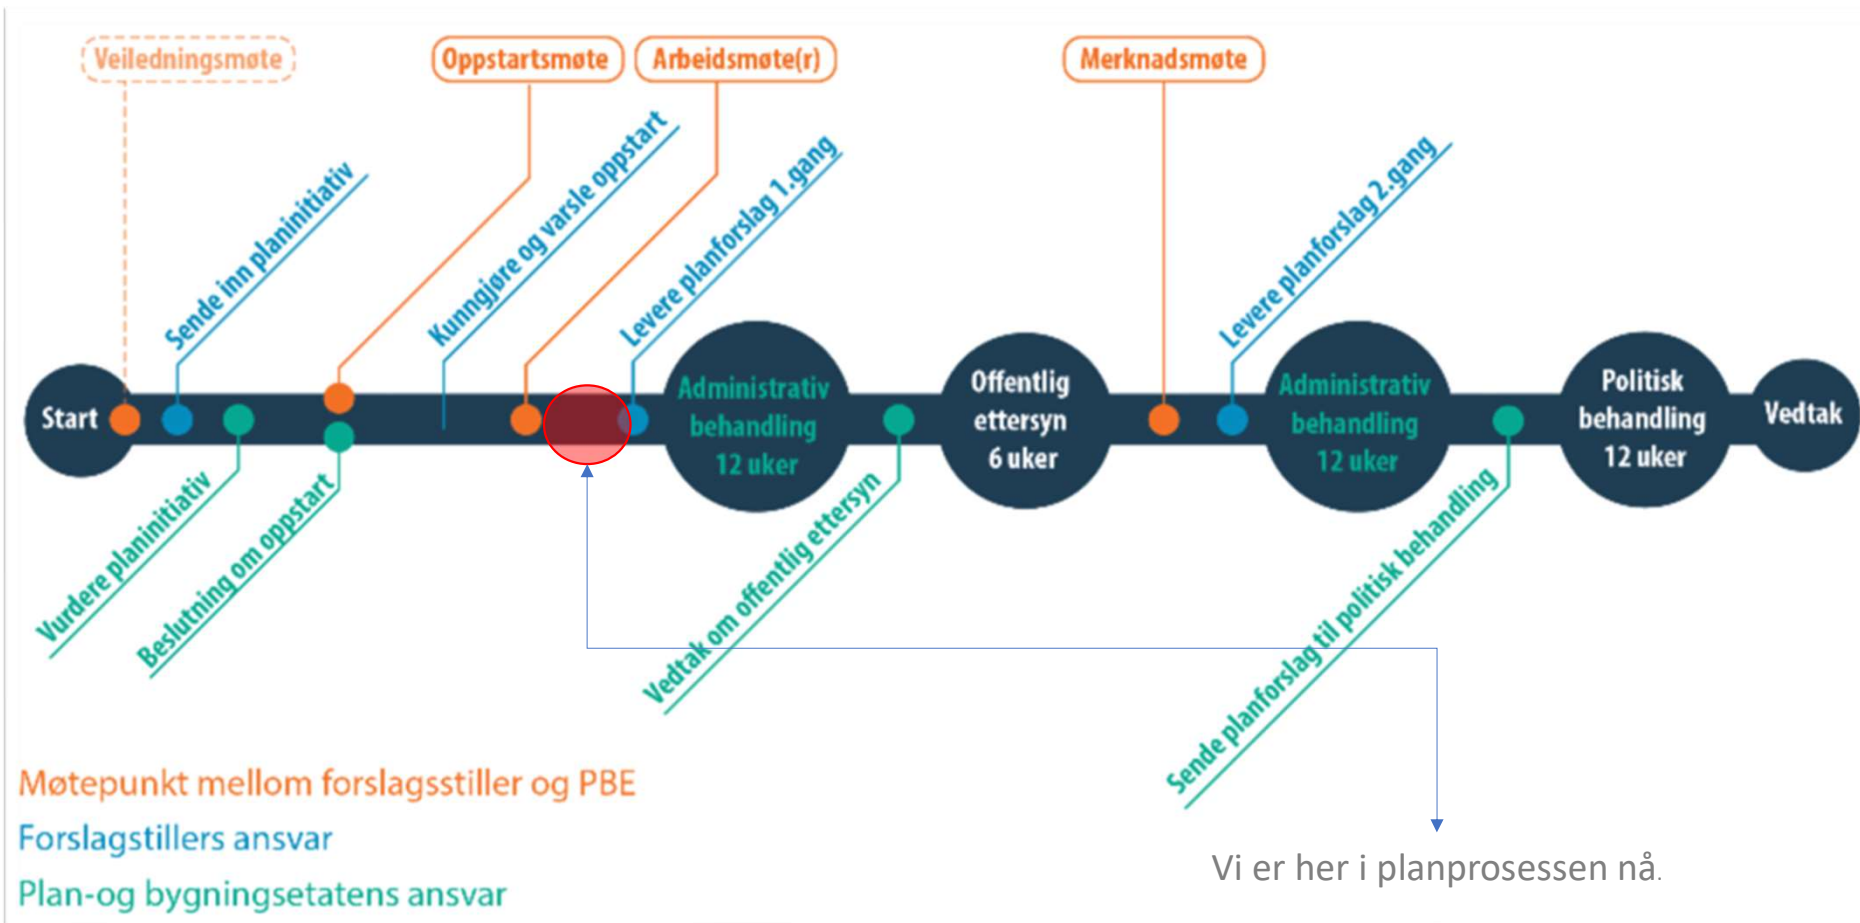 Veiledningsmøte
Oppstartsmøte
Arbeidsmøte(r)
Merknadsmøte
Sende inn planinitiativ
Kunngjøre og varsle oppstart
Levere planforslag 1.gang
Levere planforslag 2.gang
Start
Administrativ
behandling
12 uker
Offentlig
ettersyn
6 uker
Administrativ
behandling
12 uker
Politisk
behandling
12 uker
Vedtak
Vurdere planinitiativ
Beslutning om oppstart
Vedtak om offentlig ettersyn
Sende planforslag til politisk behandling
Møtepunkt mellom forslagsstiller og PBE
Forslagstillers ansvar
Plan-og bygningsetatens ansvar
Vi er her i planprosessen nå.